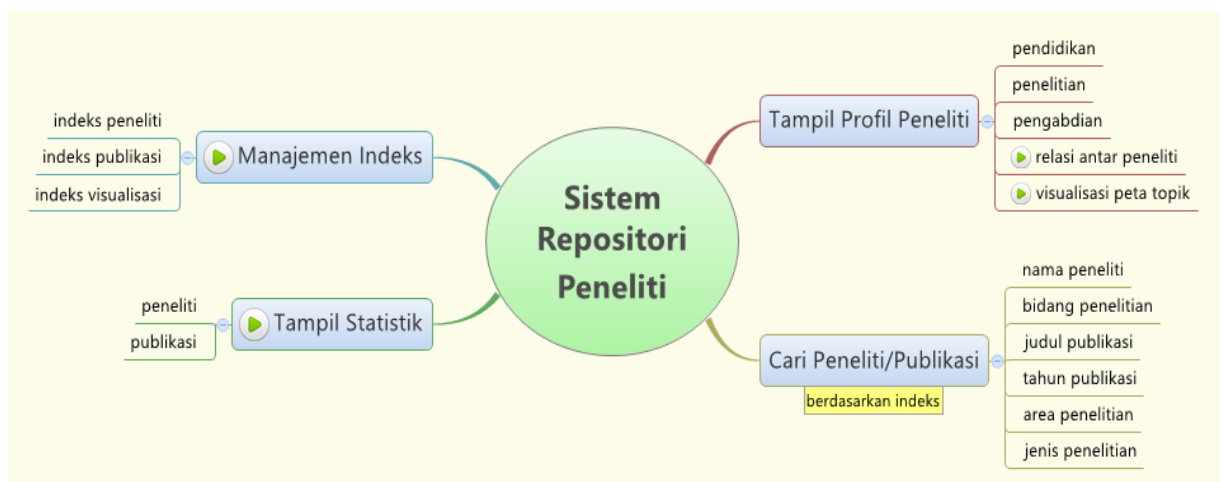 Sistem
Repositori
Peneliti
Manajemen Indeks
indeks peneliti
indeks publikasi
indeks visualisasi
Tampil Statistik
peneliti
publikasi
Tampil Profil Peneliti
pendidikan
penelitian
pengabdian
relasi antar peneliti
visualisasi peta topik
Cari Peneliti/Publikasi
berdasarkan indeks
nama peneliti
bidang penelitian
judul publikasi
tahun publikasi
area penelitian
jenis penelitian